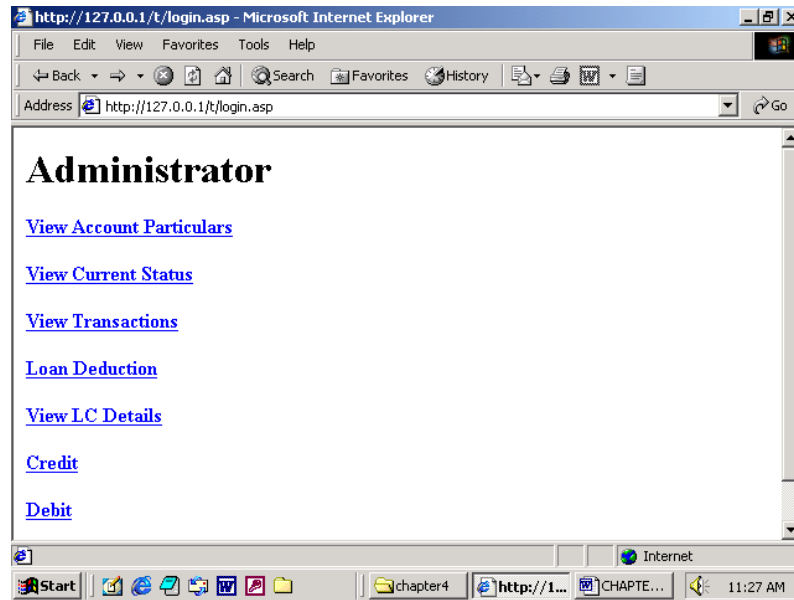 http://127.0.0.1/t/login.asp - Microsoft Internet Explorer
File Edit View Favorites Tools Help
Back Search Favorites History
Address http://127.0.0.1/t/login.asp Go
Administrator
View Account Particulars
View Current Status
View Transactions
Loan Deduction
View LC Details
Credit
Debit
Internet
Start chapter4 http://1... CHAPTE... 11:27 AM